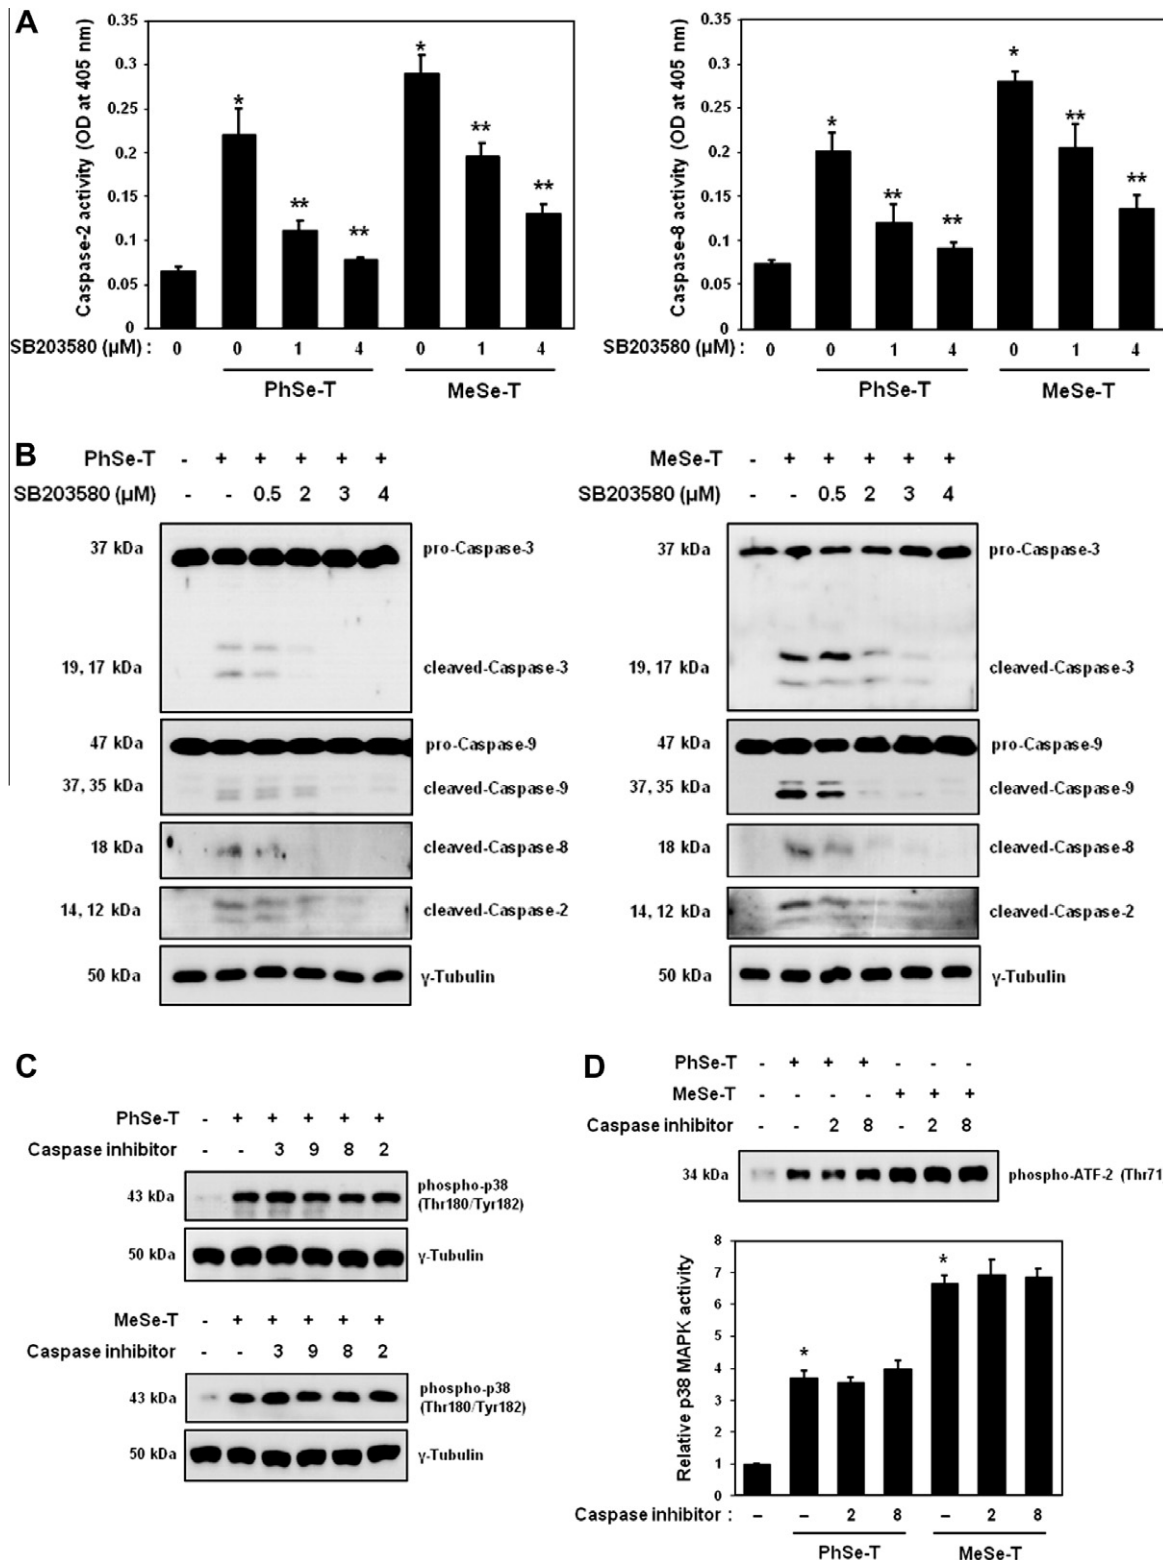 A
Caspase-2 activity (OD at 405 nm)
0.35
0.3
0.25
0.2
0.15
0.1
0.05
0
* ** ** * ** **
SB203580 (µM) : 0 0 1 4 0 1 4
PhSe-T MeSe-T
Caspase-8 activity (OD at 405 nm)
0.35
0.3
0.25
0.2
0.15
0.1
0.05
0
* ** ** * ** **
SB203580 (µM) : 0 0 1 4 0 1 4
PhSe-T MeSe-T
B
PhSe-T - + + + + +
SB203580 (µM) - - 0.5 2 3 4
37 kDa pro-Caspase-3
19, 17 kDa cleaved-Caspase-3
47 kDa pro-Caspase-9
37, 35 kDa cleaved-Caspase-9
18 kDa cleaved-Caspase-8
14, 12 kDa cleaved-Caspase-2
50 kDa γ-Tubulin
MeSe-T - + + + + +
SB203580 (µM) - - 0.5 2 3 4
37 kDa pro-Caspase-3
19, 17 kDa cleaved-Caspase-3
47 kDa pro-Caspase-9
37, 35 kDa cleaved-Caspase-9
18 kDa cleaved-Caspase-8
14, 12 kDa cleaved-Caspase-2
50 kDa γ-Tubulin
C
PhSe-T - + + + + +
Caspase inhibitor - - 3 9 8 2
43 kDa phospho-p38
(Thr180/Tyr182)
50 kDa γ-Tubulin
MeSe-T - + + + + +
Caspase inhibitor - - 3 9 8 2
43 kDa phospho-p38
(Thr180/Tyr182)
50 kDa γ-Tubulin
D
PhSe-T - + + + - - -
MeSe-T - - - - + + +
Caspase inhibitor - - 2 8 - 2 8
34 kDa phospho-ATF-2 (Thr71
Relative p38 MAPK activity
8
7
6
5
4
3
2
1
0
* *
Caspase inhibitor : – – 2 8 – 2 8
PhSe-T MeSe-T